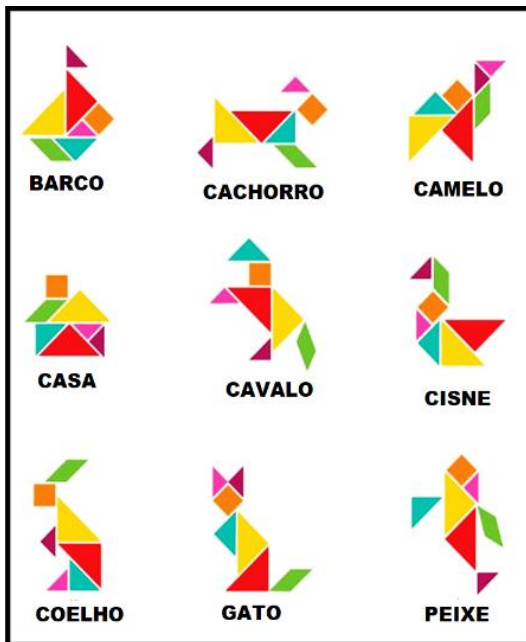 BARCO
CACHORRO
CAMELO
CASA
CAVALO
CISNE
COELHO
GATO
PEIXE